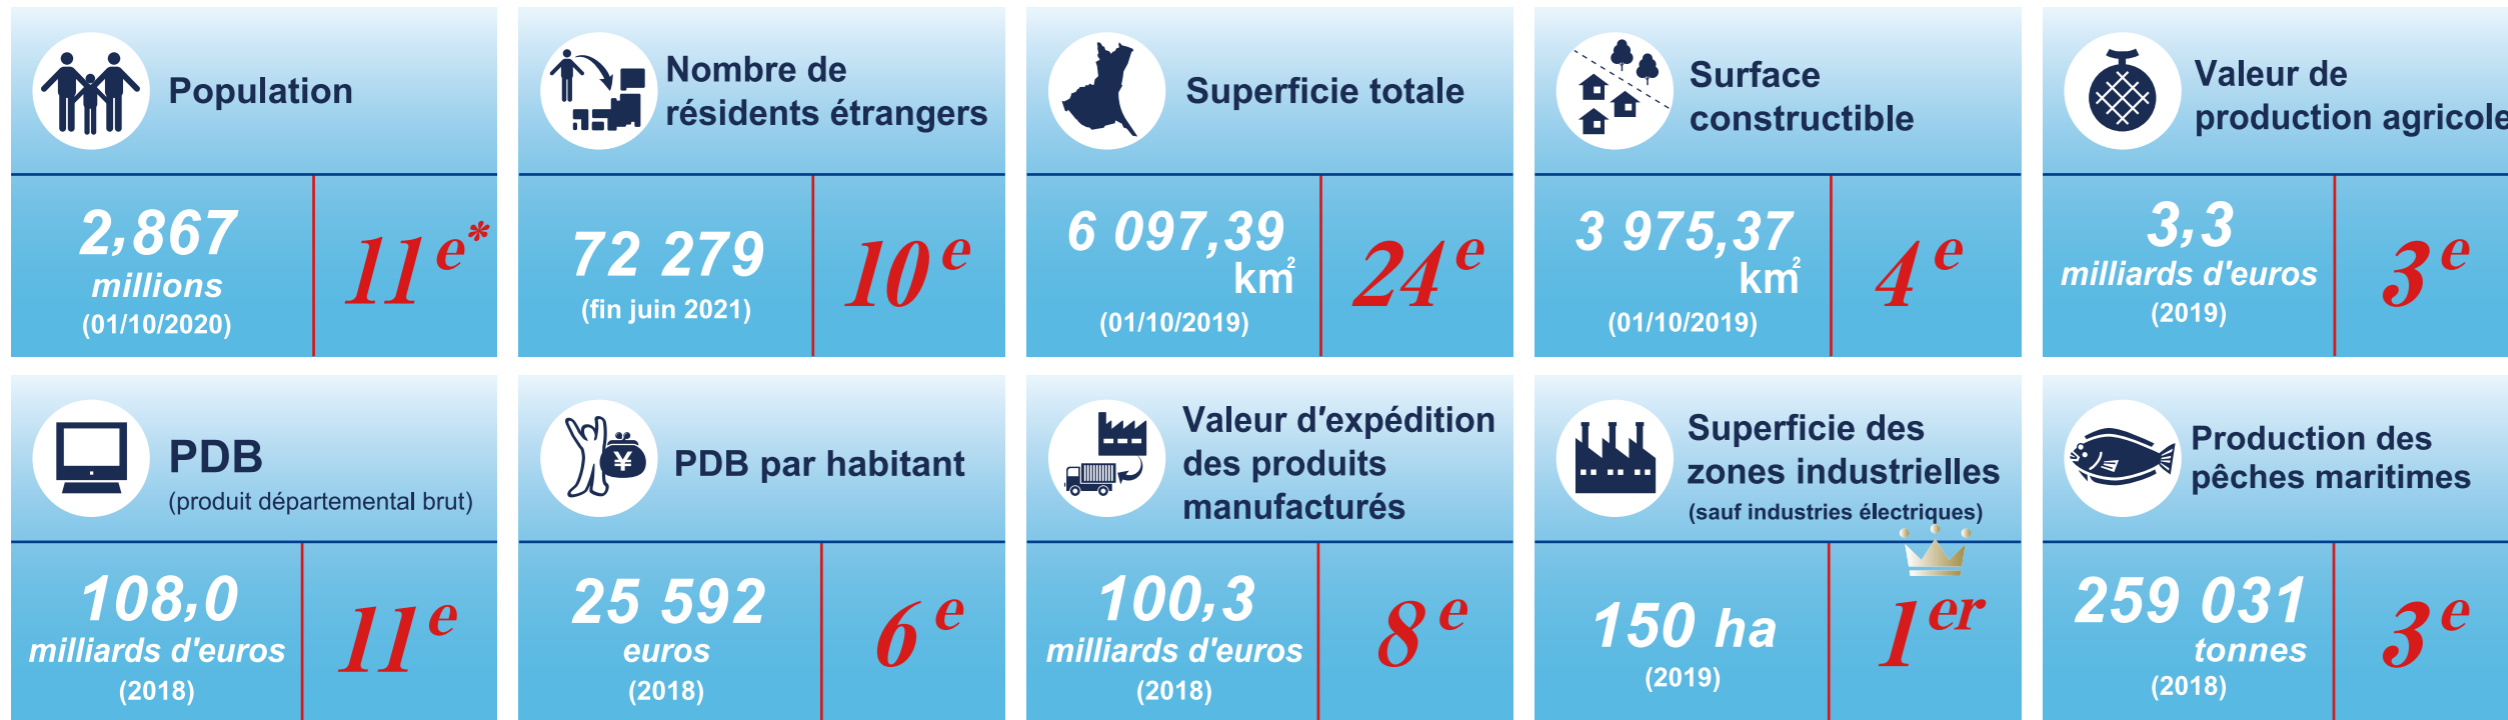 Population
2,867
millions
(01/10/2020)
11e*
Nombre de
résidents étrangers
72 279
(fin juin 2021)
10e
Superficie totale
6 097,39
km²
(01/10/2019)
24e
Surface
constructible
3 975,37
km²
(01/10/2019)
4e
Valeur de
production agricole
3,3
milliards d'euros
(2019)
3e
PDB
(produit départemental brut)
108,0
milliards d'euros
(2018)
11e
PDB par habitant
¥
25 592
euros
(2018)
6e
Valeur d'expédition
des produits
manufacturés
100,3
milliards d'euros
(2018)
8e
Superficie des
zones industrielles
(sauf industries électriques)
150 ha
(2019)
1er
Production des
pêches maritimes
259 031
tonnes
(2018)
3e